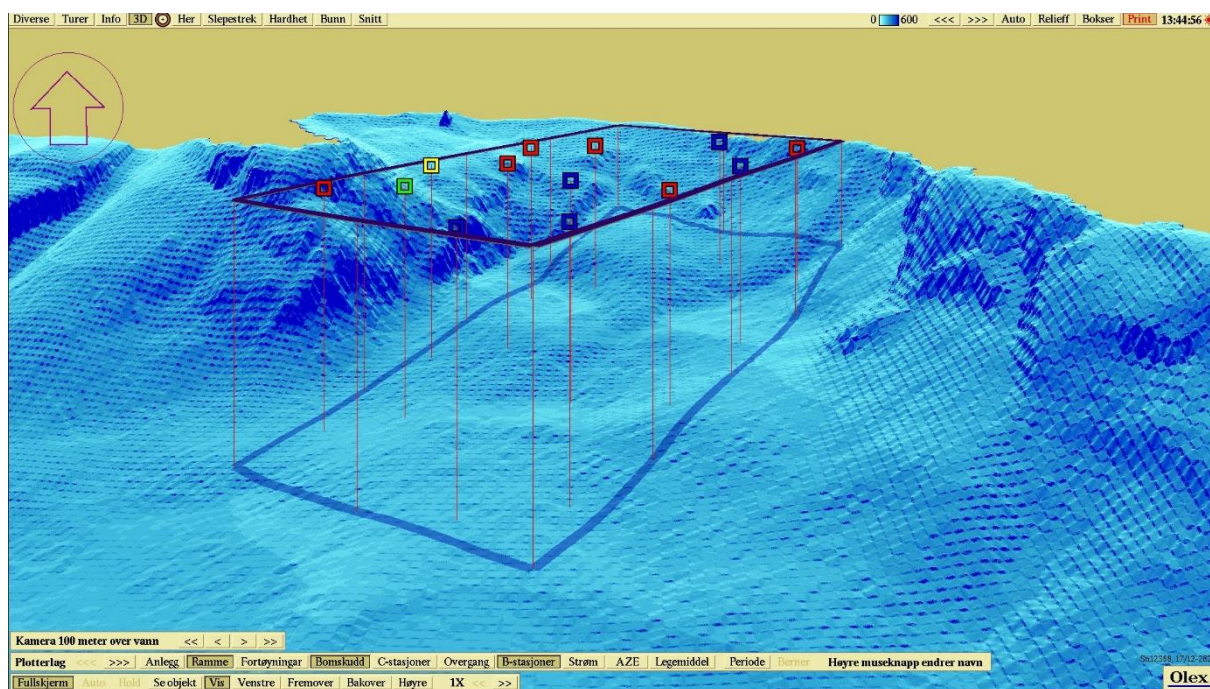 Diverse Turer Info 3D Her Slepestrek Hardhet Bunn Snitt 0 600 <<< >>> Auto Relieff Bokser Print 13:44:56
Kamera 100 meter over vann << < > >>
Plotterlag <<< >>> Anlegg Ramme Fortøyningar Bomskudd C-stasjoner Overgang B-stasjoner Strøm AZE Legemiddel Periode Berner Høyre museknapp endrer navn
Fullskjerm Auto Hold Se objekt Vis Venstre Fremover Bakover Høyre 1X << >>
Olex